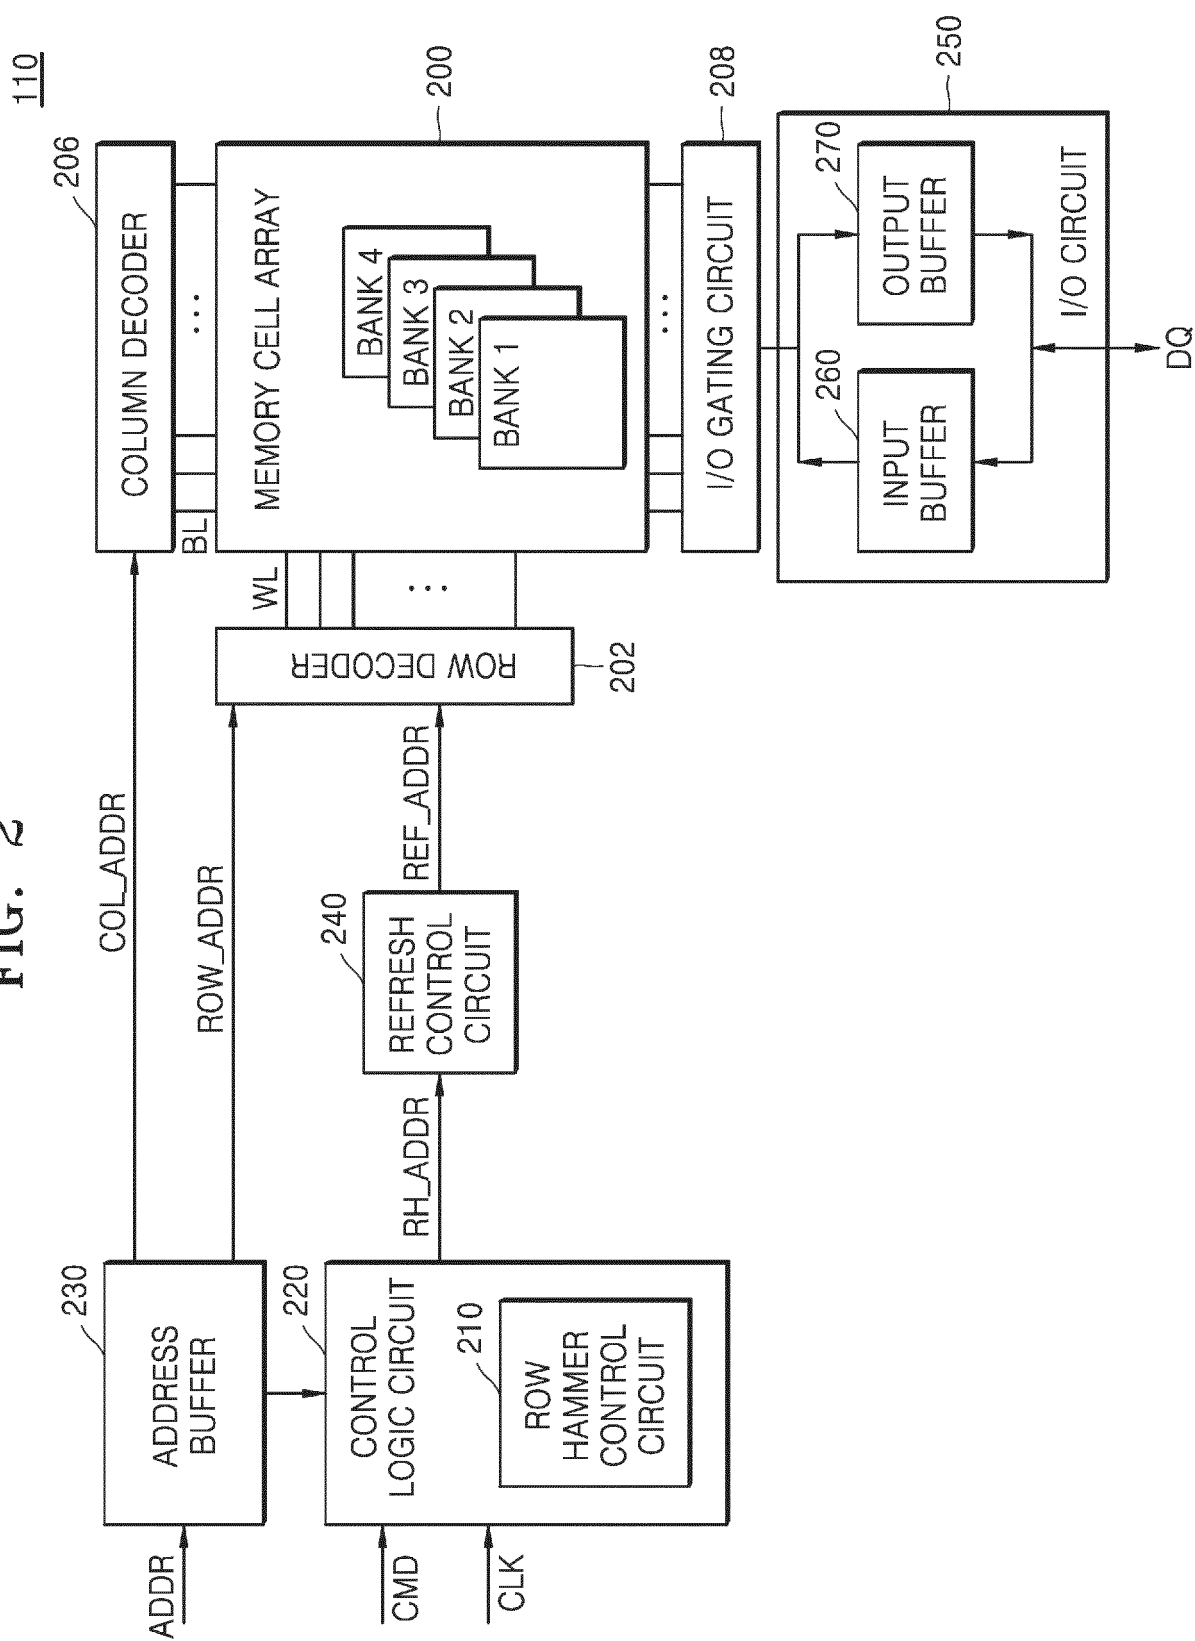 FIG. 2
110
ADDR
230
ADDRESS
BUFFER
COL_ADDR
ROW_ADDR
206
COLUMN DECODER
BL
...
WL
...
200
MEMORY CELL ARRAY
BANK 4
BANK 3
BANK 2
BANK 1
ROW DECODER
202
CMD
CLK
220
CONTROL
LOGIC CIRCUIT
210
ROW
HAMMER
CONTROL
CIRCUIT
RH_ADDR
240
REFRESH
CONTROL
CIRCUIT
REF_ADDR
...
208
I/O GATING CIRCUIT
250
260
INPUT
BUFFER
270
OUTPUT
BUFFER
I/O CIRCUIT
DQ